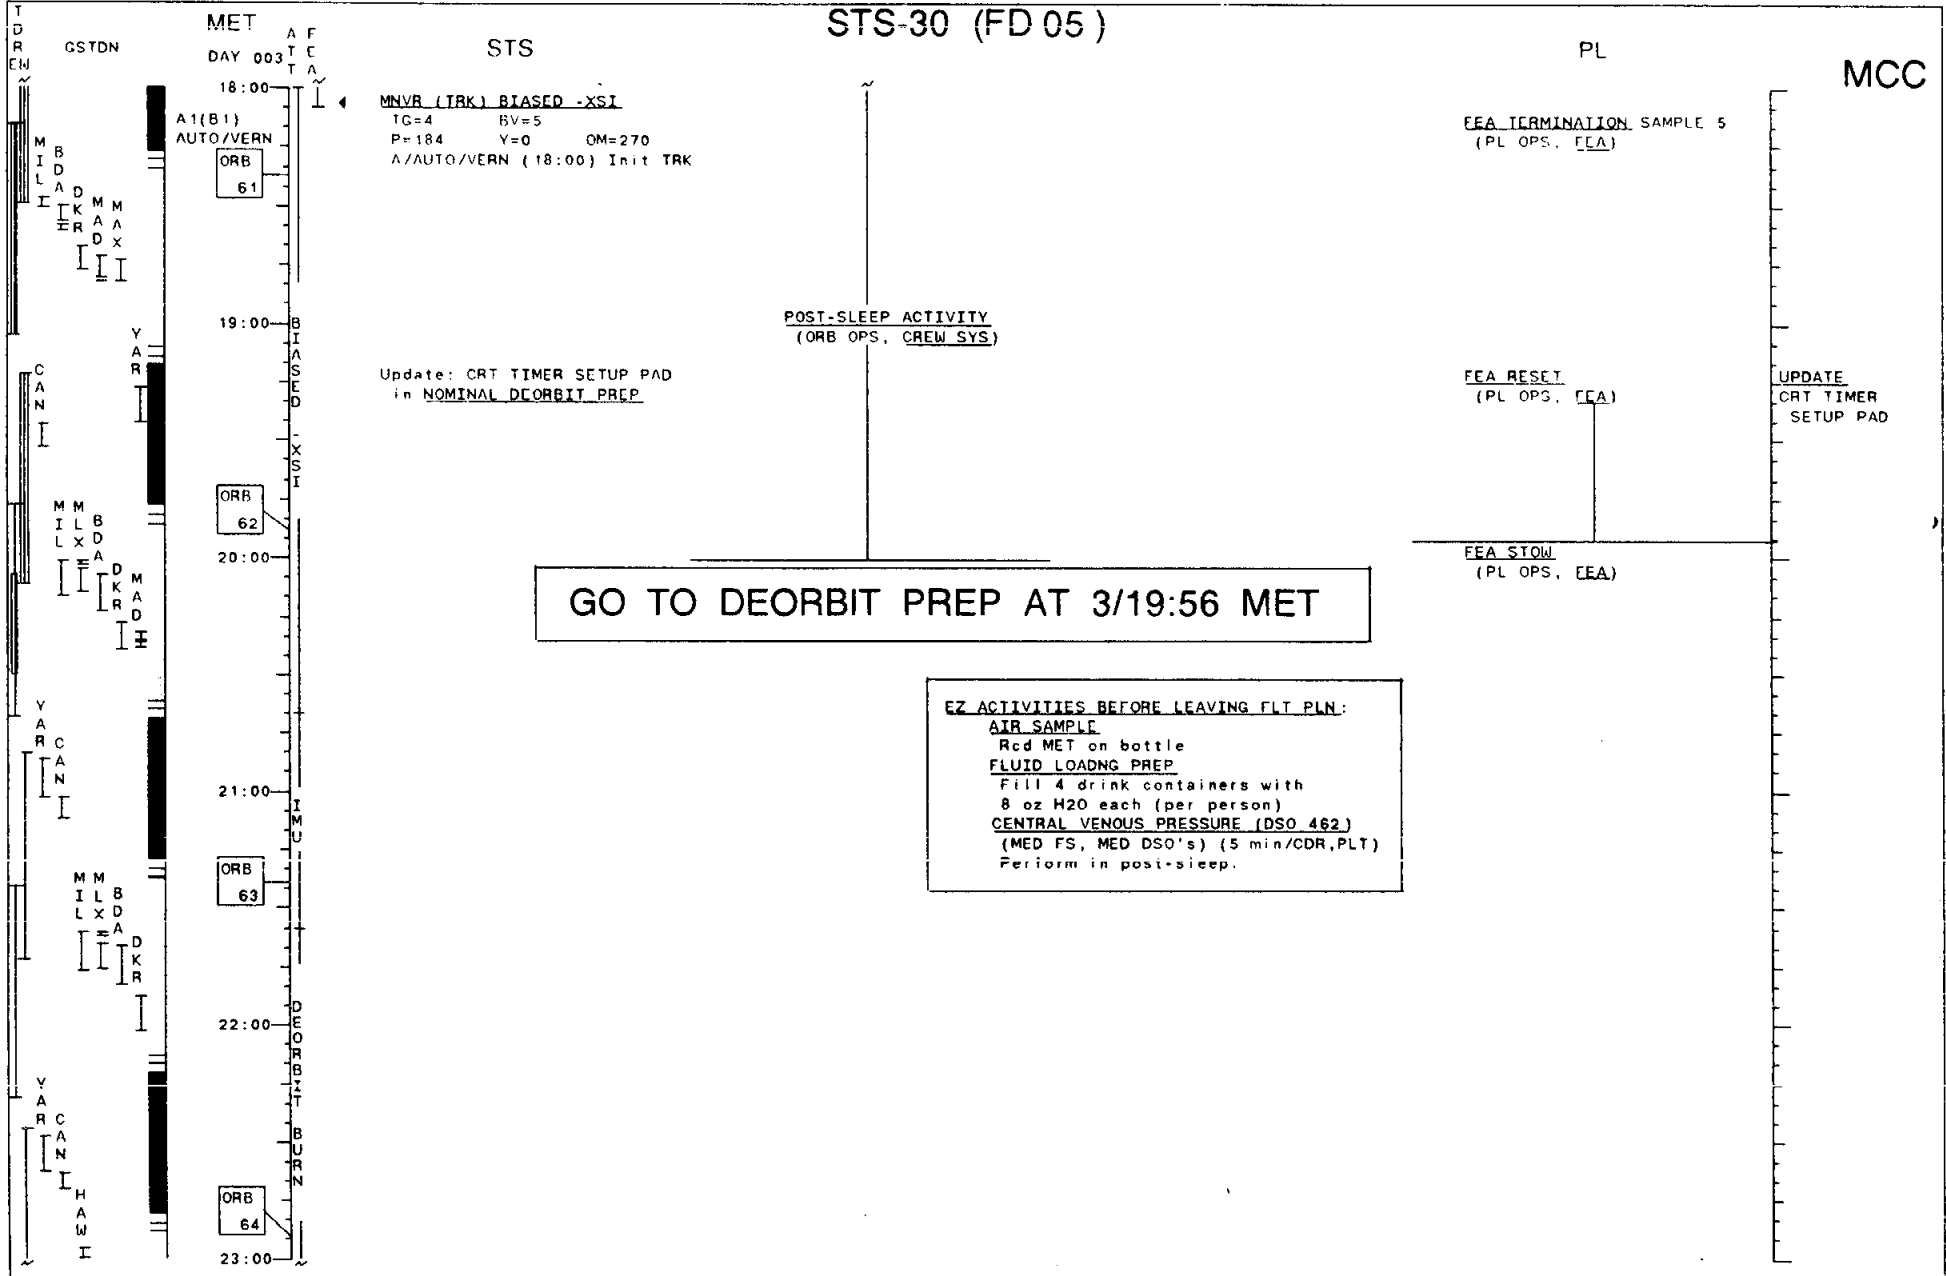 STS-30 (FD 05)
TDRE W
GSTDN
MET
DAY 003
ATT
FEA
STS
PL
MCC
18:00
A1(B1)
AUTO/VERN
ORB
61
MIL
BDA
DKR
MAD
MAX
MNVR (TRK) BIASED -XSI
TG=4 BV=5
P=184 Y=0 OM=270
A/AUTO/VERN (18:00) Init TRK
FEA TERMINATION SAMPLE 5
(PL OPS, FEA)
19:00
BIASED -XSI
YAR
CAN
POST-SLEEP ACTIVITY
(ORB OPS, CREW SYS)
Update: CRT TIMER SETUP PAD
in NOMINAL DEORBIT PREP
FEA RESET
(PL OPS, FEA)
UPDATE
CRT TIMER
SETUP PAD
ORB
62
MIL
MLX
BDA
DKR
MAD
20:00
FEA STOW
(PL OPS, FEA)
GO TO DEORBIT PREP AT 3/19:56 MET
YAR
CAN
EZ ACTIVITIES BEFORE LEAVING FLT PLN:
AIR SAMPLE
Rcd MET on bottle
FLUID LOADNG PREP
Fill 4 drink containers with
8 oz H2O each (per person)
CENTRAL VENOUS PRESSURE (DSO 462)
(MED FS, MED DSO's) (5 min/CDR,PLT)
Perform in post-sleep.
21:00
IMU
ORB
63
MIL
MLX
BDA
DKR
22:00
DEORBIT BURN
YAR
CAN
HAW
ORB
64
23:00